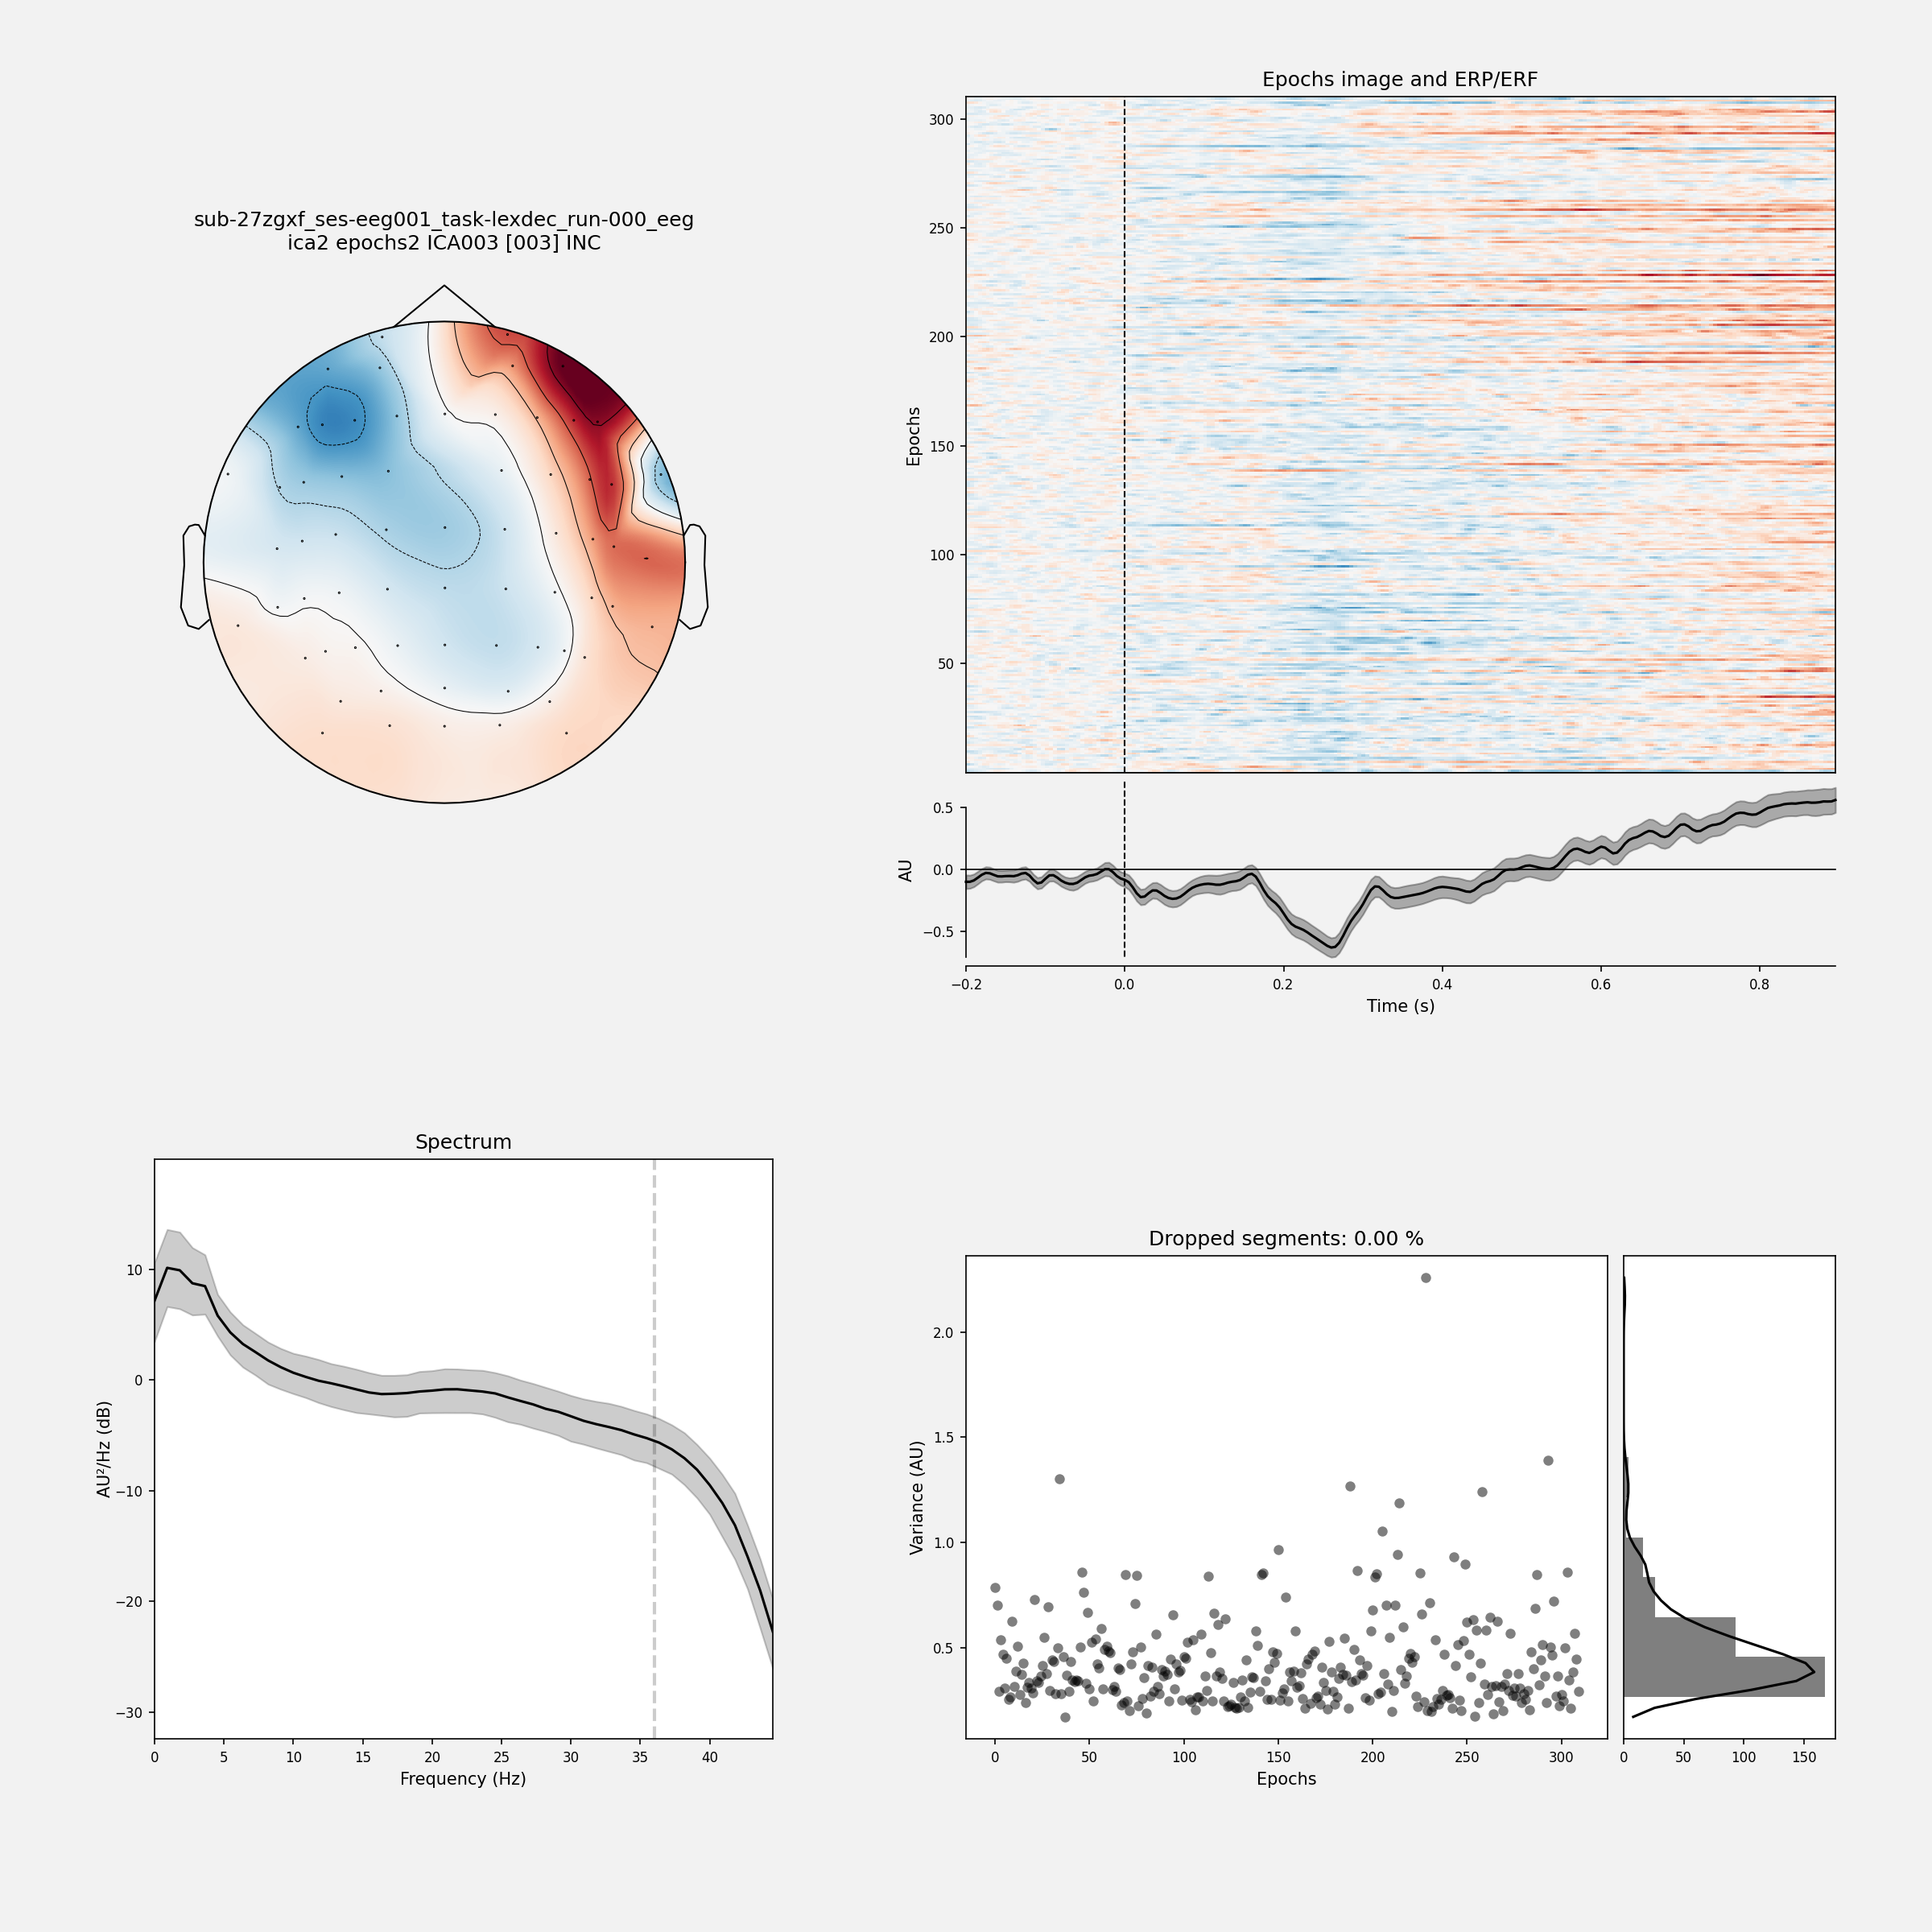 sub-27zgxf_ses-eeg001_task-lexdec_run-000_eeg
ica2 epochs2 ICA003 [003] INC
Epochs image and ERP/ERF
300
250
200
150
100
50
Epochs
0.5
0.0
−0.5
AU
−0.2 0.0 0.2 0.4 0.6 0.8
Time (s)
Spectrum
10
0
−10
−20
−30
AU²/Hz (dB)
0 5 10 15 20 25 30 35 40
Frequency (Hz)
Dropped segments: 0.00 %
2.0
1.5
1.0
0.5
Variance (AU)
0 50 100 150 200 250 300
Epochs
0 50 100 150